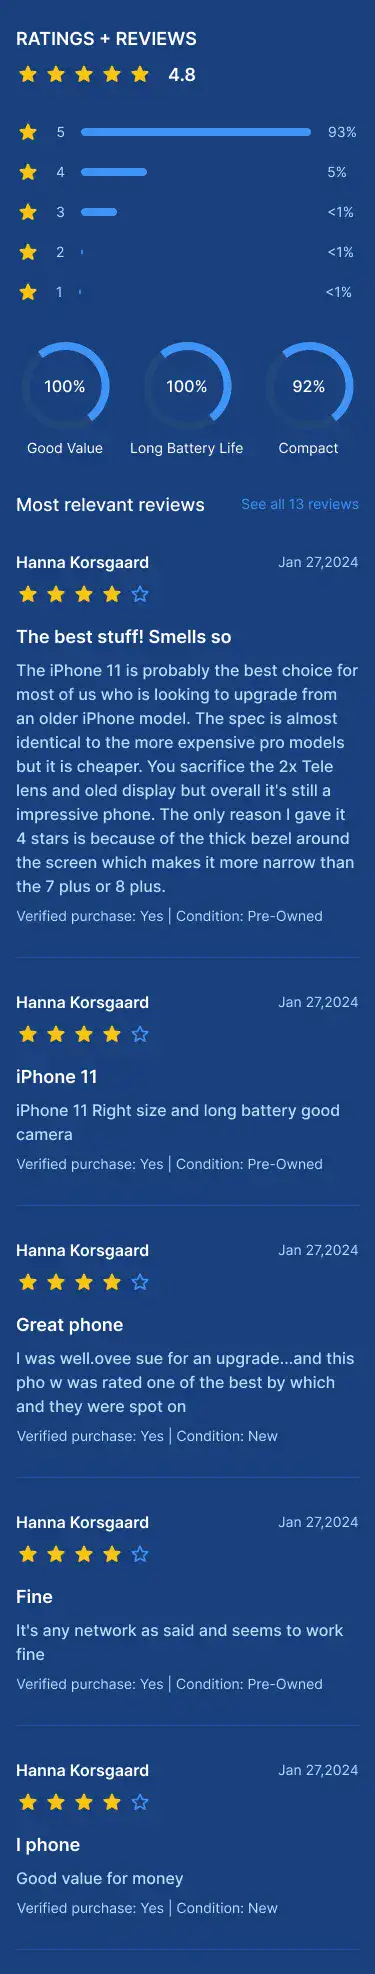 RATINGS + REVIEWS
4.8
5 93%
4 5%
3 <1%
2 <1%
1 <1%
100% 100% 92%
Good Value Long Battery Life Compact
Most relevant reviews See all 13 reviews
Hanna Korsgaard Jan 27,2024
The best stuff! Smells so
The iPhone 11 is probably the best choice for
most of us who is looking to upgrade from
an older iPhone model. The spec is almost
identical to the more expensive pro models
but it is cheaper. You sacrifice the 2x Tele
lens and oled display but overall it's still a
impressive phone. The only reason I gave it
4 stars is because of the thick bezel around
the screen which makes it more narrow than
the 7 plus or 8 plus.
Verified purchase: Yes | Condition: Pre-Owned
Hanna Korsgaard Jan 27,2024
iPhone 11
iPhone 11 Right size and long battery good
camera
Verified purchase: Yes | Condition: Pre-Owned
Hanna Korsgaard Jan 27,2024
Great phone
I was well.ovee sue for an upgrade...and this
pho w was rated one of the best by which
and they were spot on
Verified purchase: Yes | Condition: New
Hanna Korsgaard Jan 27,2024
Fine
It's any network as said and seems to work
fine
Verified purchase: Yes | Condition: Pre-Owned
Hanna Korsgaard Jan 27,2024
I phone
Good value for money
Verified purchase: Yes | Condition: New